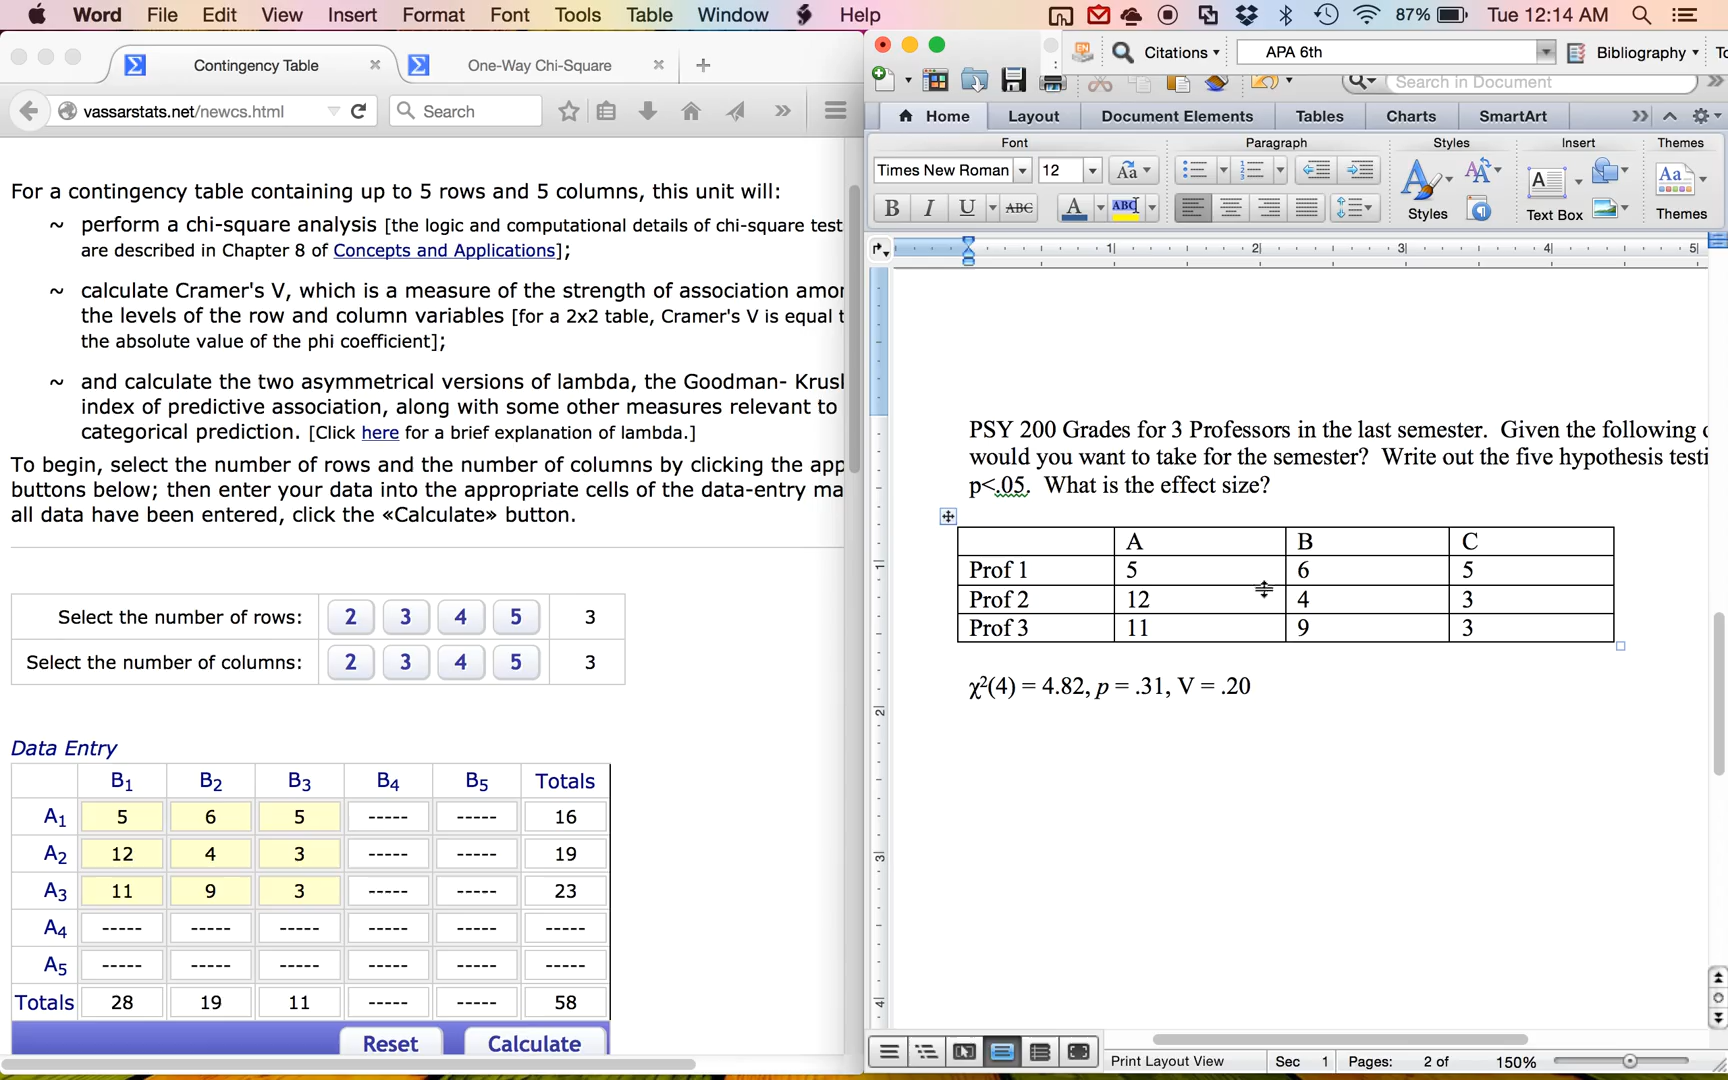 Word File Edit View Insert Format Font Tools Table Window Help 87% Tue 12:14 AM
Contingency Table
One-Way Chi-Square
vassarstats.net/newcs.html
Search
For a contingency table containing up to 5 rows and 5 columns, this unit will:
~ perform a chi-square analysis [the logic and computational details of chi-square test
are described in Chapter 8 of Concepts and Applications];
~ calculate Cramer's V, which is a measure of the strength of association amo
the levels of the row and column variables [for a 2x2 table, Cramer's V is equal t
the absolute value of the phi coefficient];
~ and calculate the two asymmetrical versions of lambda, the Goodman- Krus
index of predictive association, along with some other measures relevant to
categorical prediction. [Click here for a brief explanation of lambda.]
To begin, select the number of rows and the number of columns by clicking the app
buttons below; then enter your data into the appropriate cells of the data-entry ma
all data have been entered, click the «Calculate» button.
Select the number of rows: 2 3 4 5 3
Select the number of columns: 2 3 4 5 3
Data Entry
B1 B2 B3 B4 B5 Totals
A1 5 6 5 ----- ----- 16
A2 12 4 3 ----- ----- 19
A3 11 9 3 ----- ----- 23
A4 ----- ----- ----- ----- ----- -----
A5 ----- ----- ----- ----- ----- -----
Totals 28 19 11 ----- ----- 58
Reset Calculate
Citations APA 6th Bibliography
Search in Document
Home Layout Document Elements Tables Charts SmartArt
Font Paragraph Styles Insert Themes
Times New Roman 12
B I U ABC A ABC
Styles Text Box Themes
1 2 3 4 5
PSY 200 Grades for 3 Professors in the last semester. Given the following
would you want to take for the semester? Write out the five hypothesis testi
p<.05. What is the effect size?
A B C
Prof 1 5 6 5
Prof 2 12 4 3
Prof 3 11 9 3
χ²(4) = 4.82, p = .31, V = .20
1
2
3
4
Print Layout View Sec 1 Pages: 2 of 150%